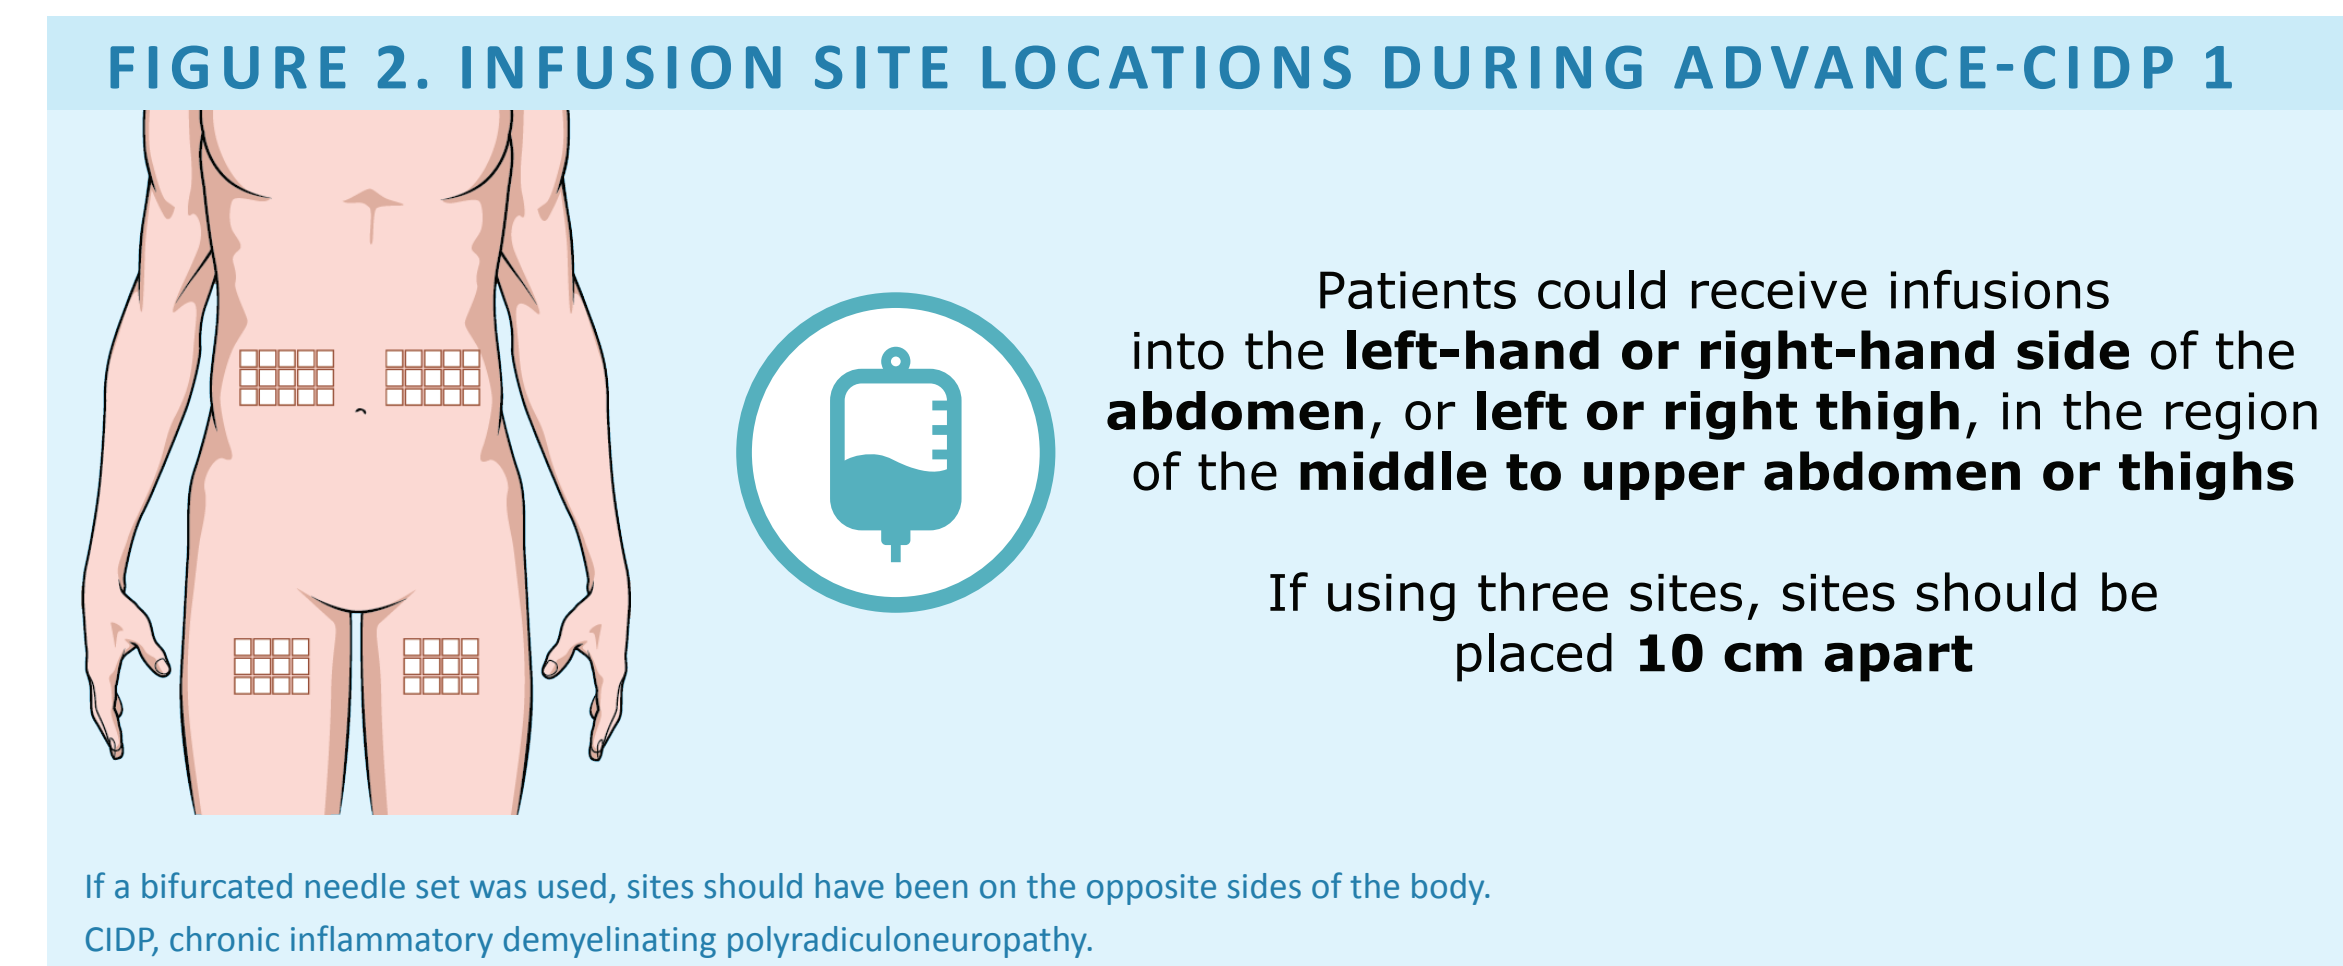 FIGURE 2. INFUSION SITE LOCATIONS DURING ADVANCE-CIDP 1
Patients could receive infusions
into the left-hand or right-hand side of the
abdomen, or left or right thigh, in the region
of the middle to upper abdomen or thighs
If using three sites, sites should be
placed 10 cm apart
If a bifurcated needle set was used, sites should have been on the opposite sides of the body.
CIDP, chronic inflammatory demyelinating polyradiculoneuropathy.